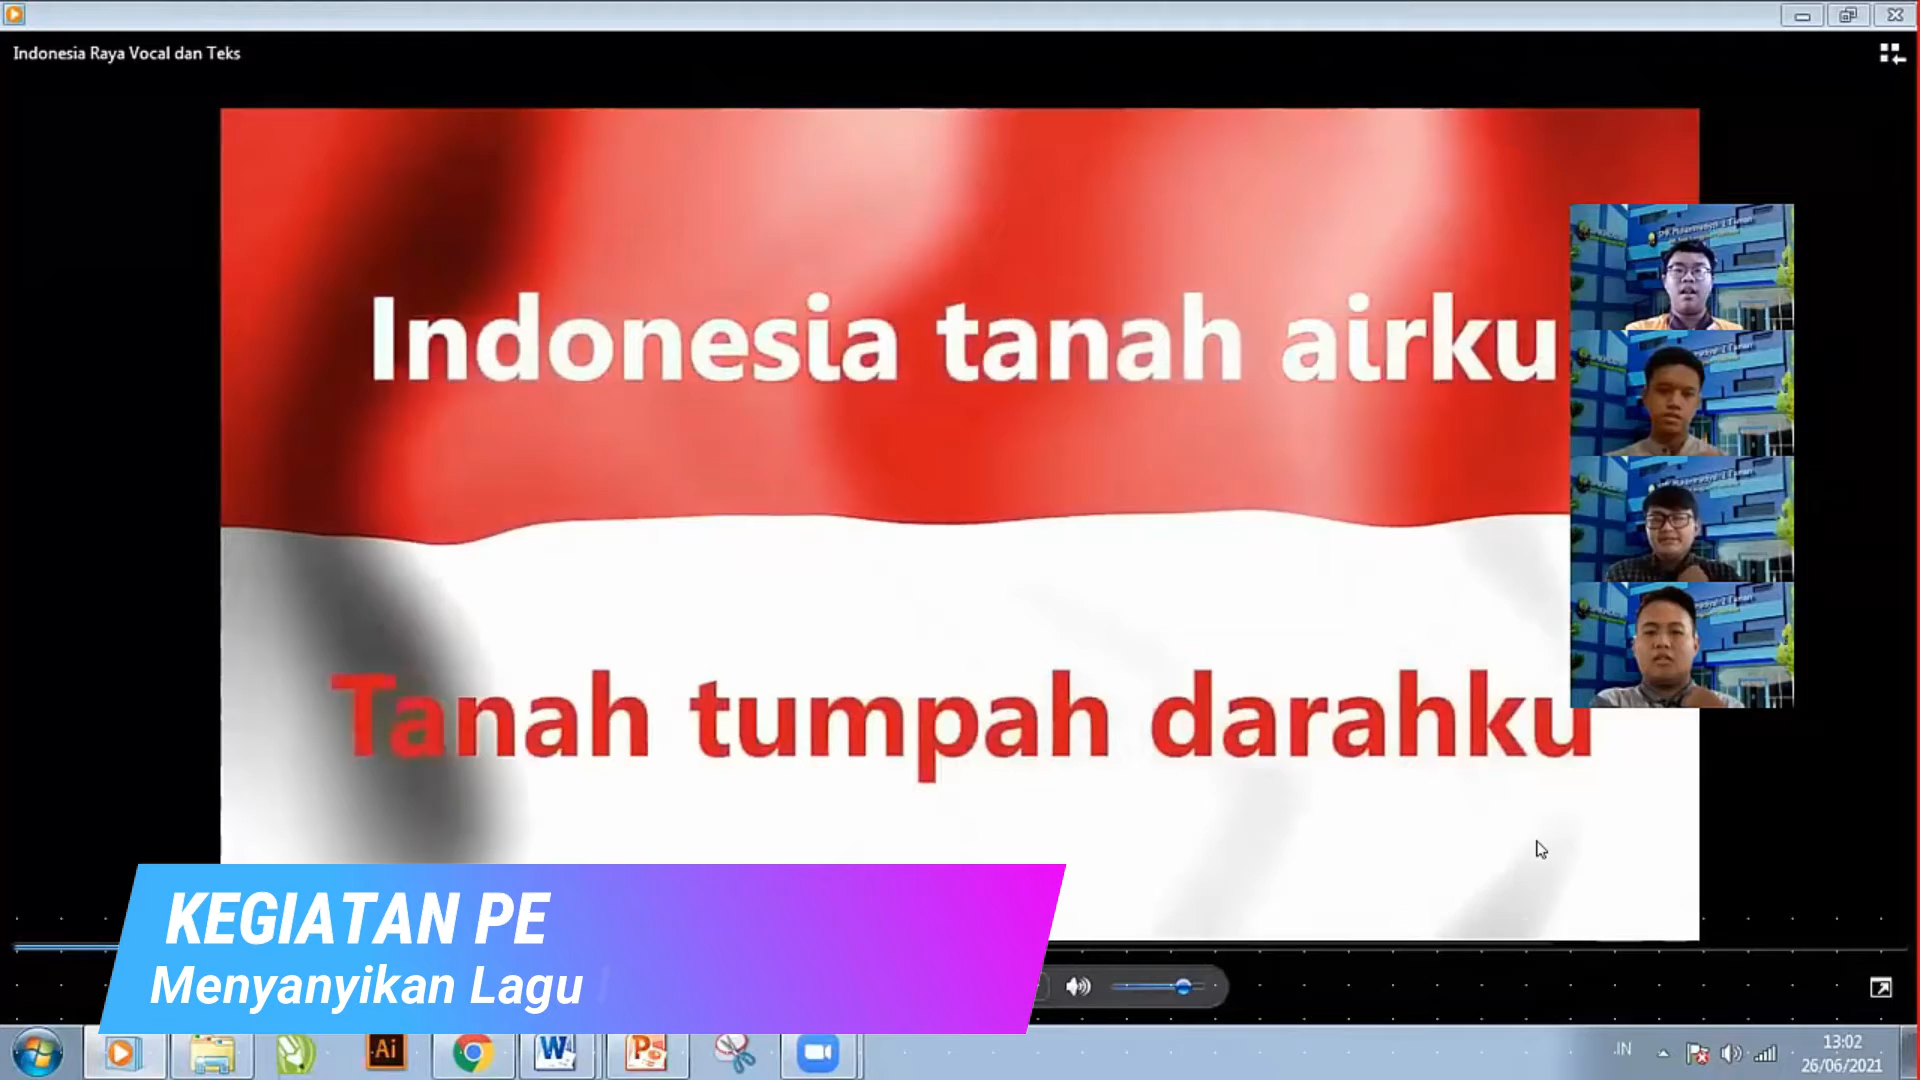 Indonesia Raya Vocal dan Teks
Indonesia tanah airku
Tanah tumpah darahku
KEGIATAN PE
Menyanyikan Lagu
Ai
IN
13:02
26/06/2021